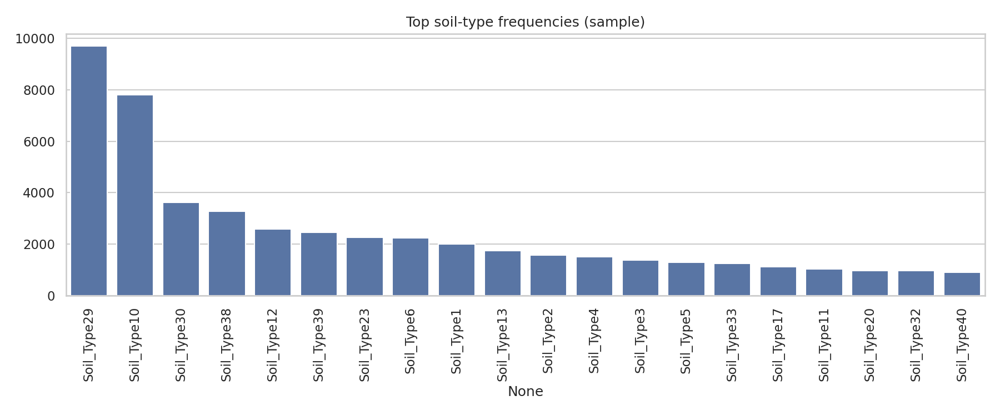 Top soil-type frequencies (sample)
10000
8000
6000
4000
2000
0
Soil_Type29
Soil_Type10
Soil_Type30
Soil_Type38
Soil_Type12
Soil_Type39
Soil_Type23
Soil_Type6
Soil_Type1
Soil_Type13
Soil_Type2
Soil_Type4
Soil_Type3
Soil_Type5
Soil_Type33
Soil_Type17
Soil_Type11
Soil_Type20
Soil_Type32
Soil_Type40
None